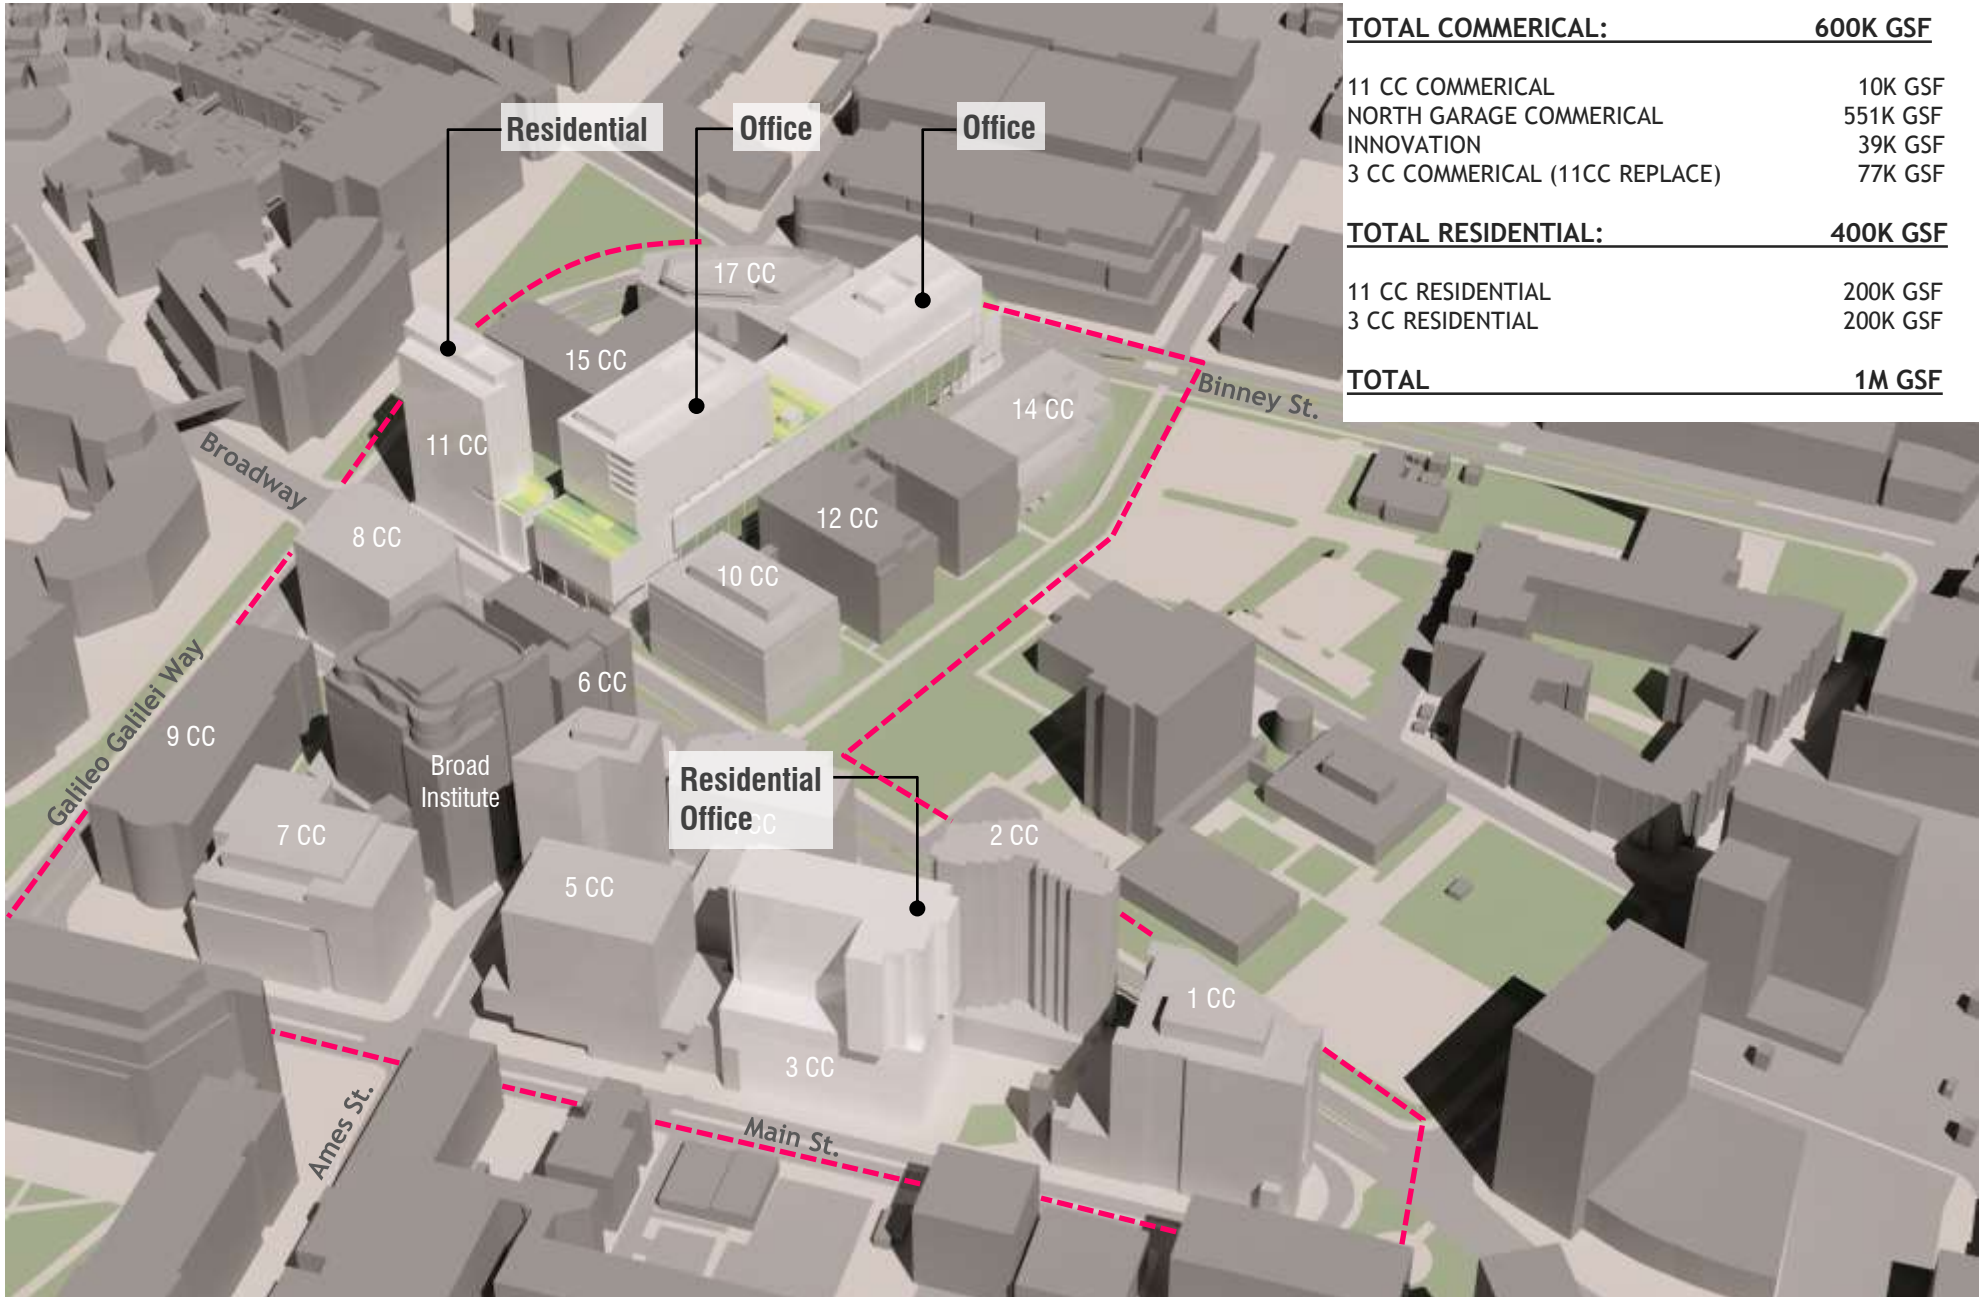 TOTAL COMMERICAL: 600K GSF
11 CC COMMERICAL 10K GSF
NORTH GARAGE COMMERICAL 551K GSF
INNOVATION 39K GSF
3 CC COMMERICAL (11CC REPLACE) 77K GSF
TOTAL RESIDENTIAL: 400K GSF
11 CC RESIDENTIAL 200K GSF
3 CC RESIDENTIAL 200K GSF
TOTAL 1M GSF
Residential
Office
Office
17 CC
15 CC
Binney St.
14 CC
11 CC
Broadway
12 CC
8 CC
10 CC
6 CC
Galileo Galilei Way
9 CC
Broad
Institute
Residential
Office
7 CC
2 CC
5 CC
1 CC
3 CC
Ames St.
Main St.